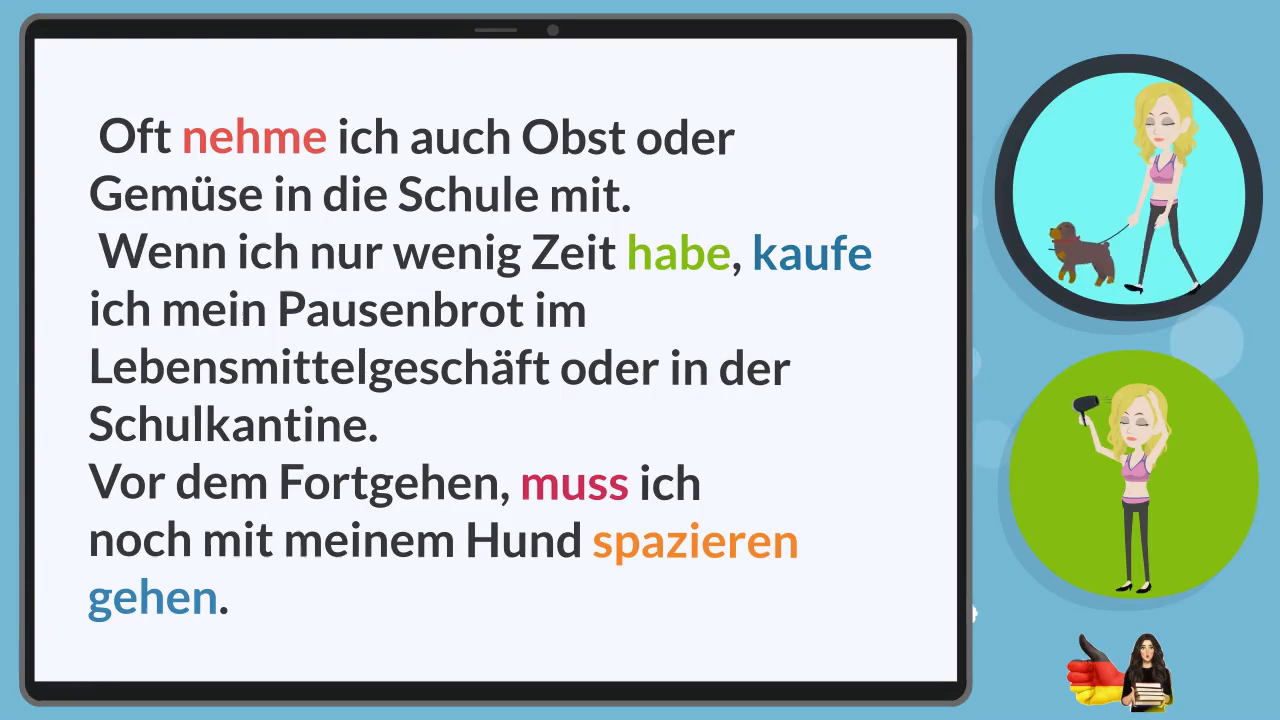 Oft nehme ich auch Obst oder
Gemüse in die Schule mit.
Wenn ich nur wenig Zeit habe, kaufe
ich mein Pausenbrot im
Lebensmittelgeschäft oder in der
Schulkantine.
Vor dem Fortgehen, muss ich
noch mit meinem Hund spazieren
gehen.